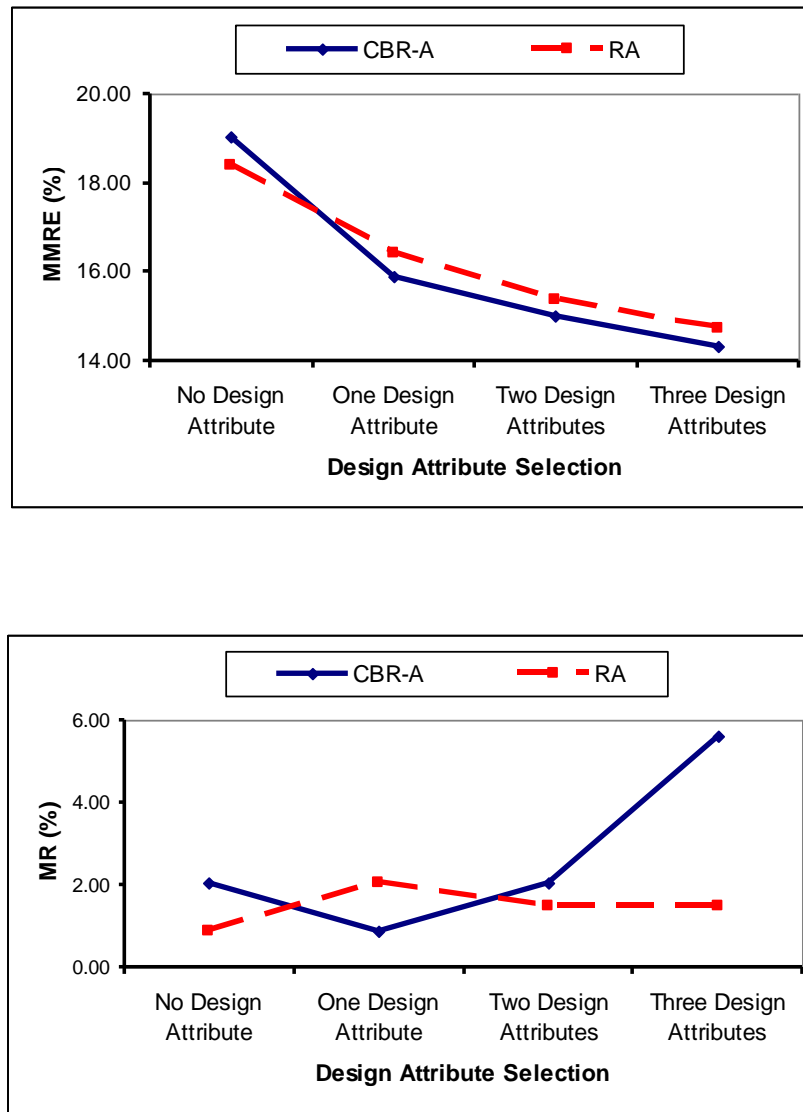 CBR-A RA
20.00
18.00
16.00
14.00
MMRE (%)
No Design One Design Two Design Three Design
Attribute Attribute Attributes Attributes
Design Attribute Selection
CBR-A RA
6.00
4.00
2.00
0.00
MR (%)
No Design One Design Two Design Three Design
Attribute Attribute Attributes Attributes
Design Attribute Selection